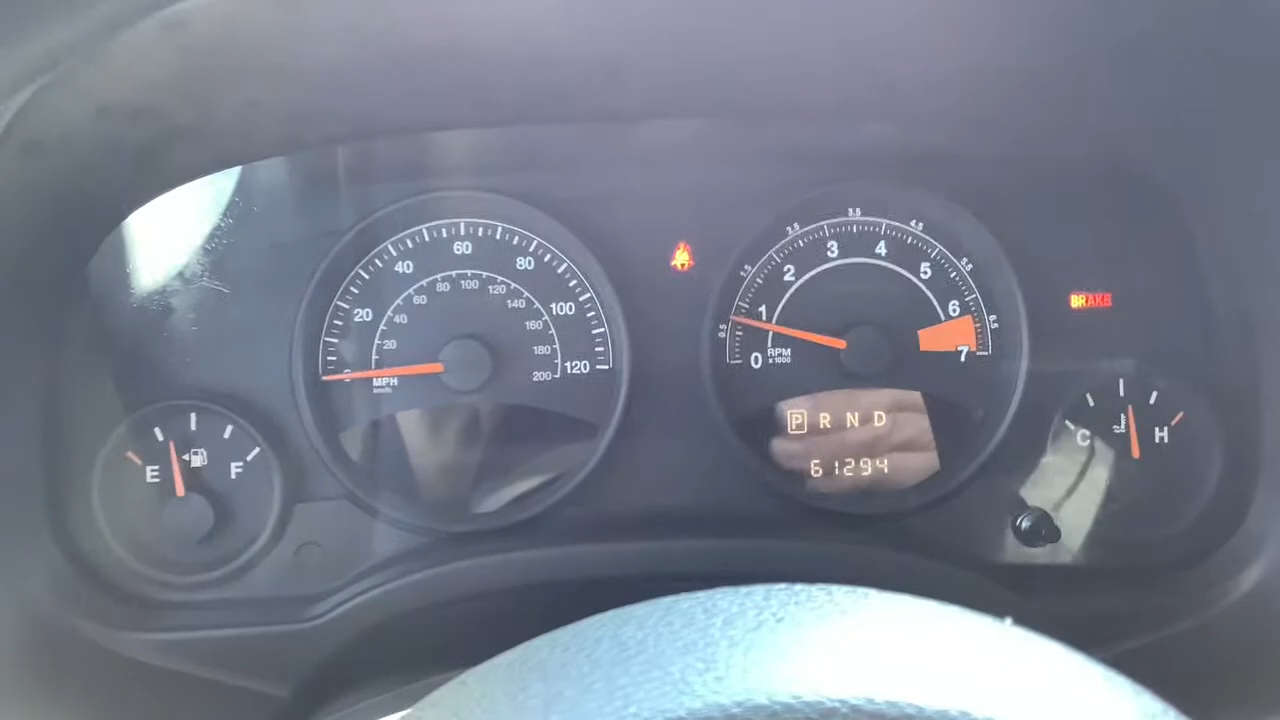 20 40 60 80 100 120
20 40 60 80 100 120 140 160 180 200
MPH
km/h
0 1 2 3 4 5 6 7
0.5 1.5 2.5 3.5 4.5 5.5 6.5
RPM
x 1000
P R N D
61294
BRAKE
E F
C H